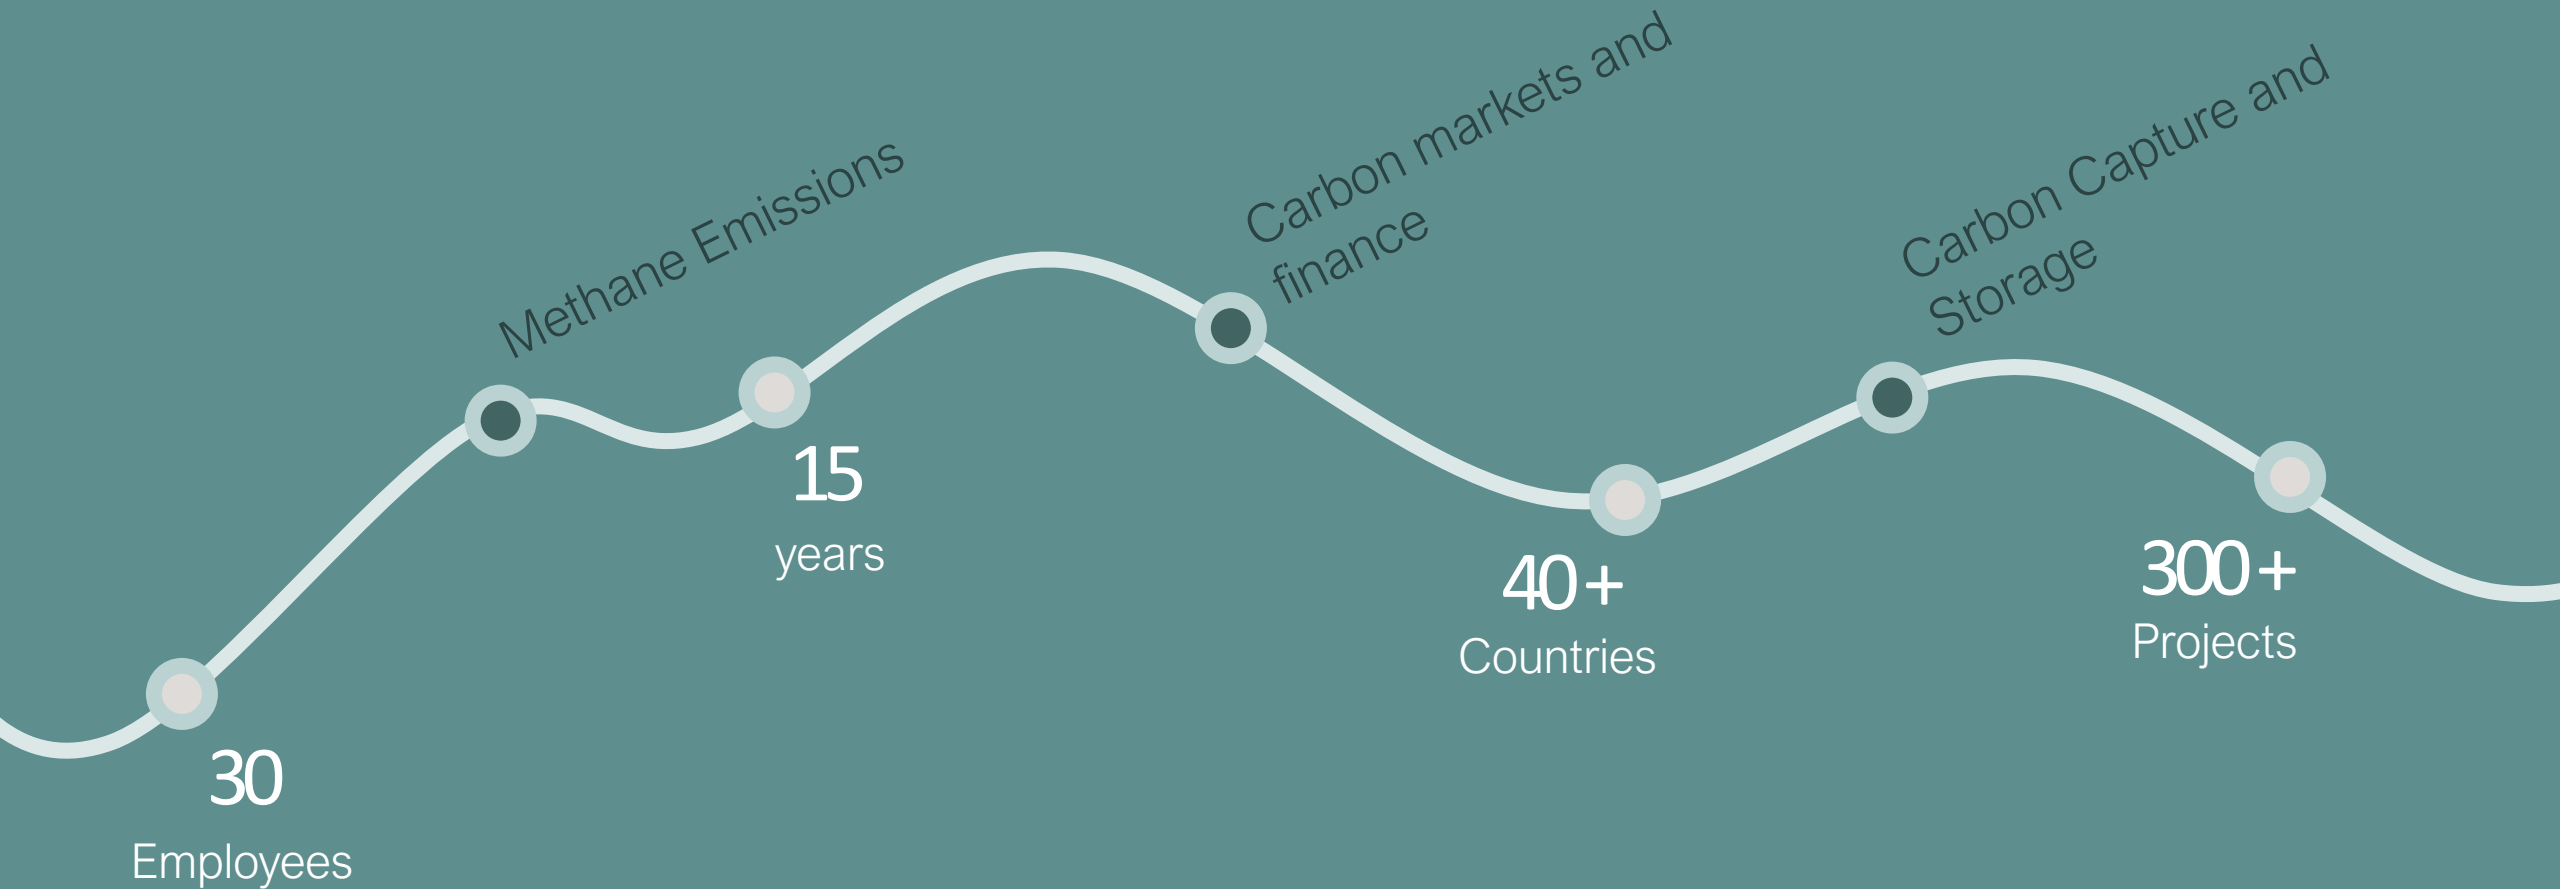 Methane Emissions
Carbon markets and
finance
Carbon Capture and
Storage
15
years
40 +
Countries
300 +
Projects
30
Employees